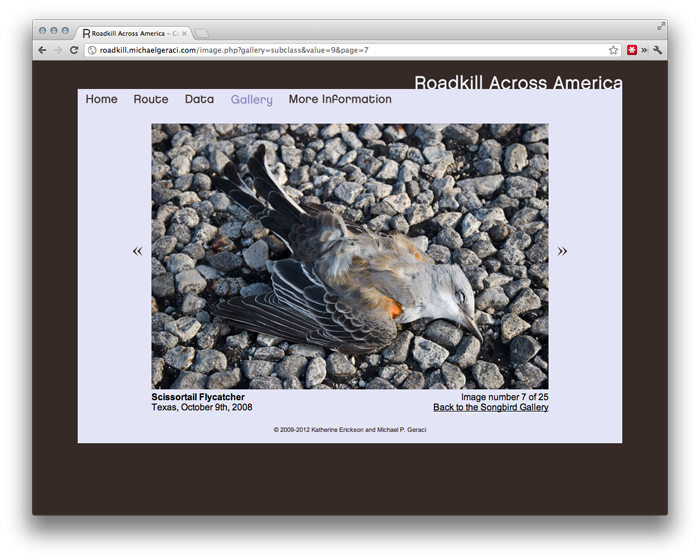 Roadkill Across America – G
roadkill.michaelgeraci.com/image.php?gallery=subclass&value=9&page=7
Roadkill Across America
Home Route Data Gallery More Information
«
»
Scissortail Flycatcher
Image number 7 of 25
Texas, October 9th, 2008
Back to the Songbird Gallery
© 2009-2012 Katherine Erickson and Michael P. Geraci